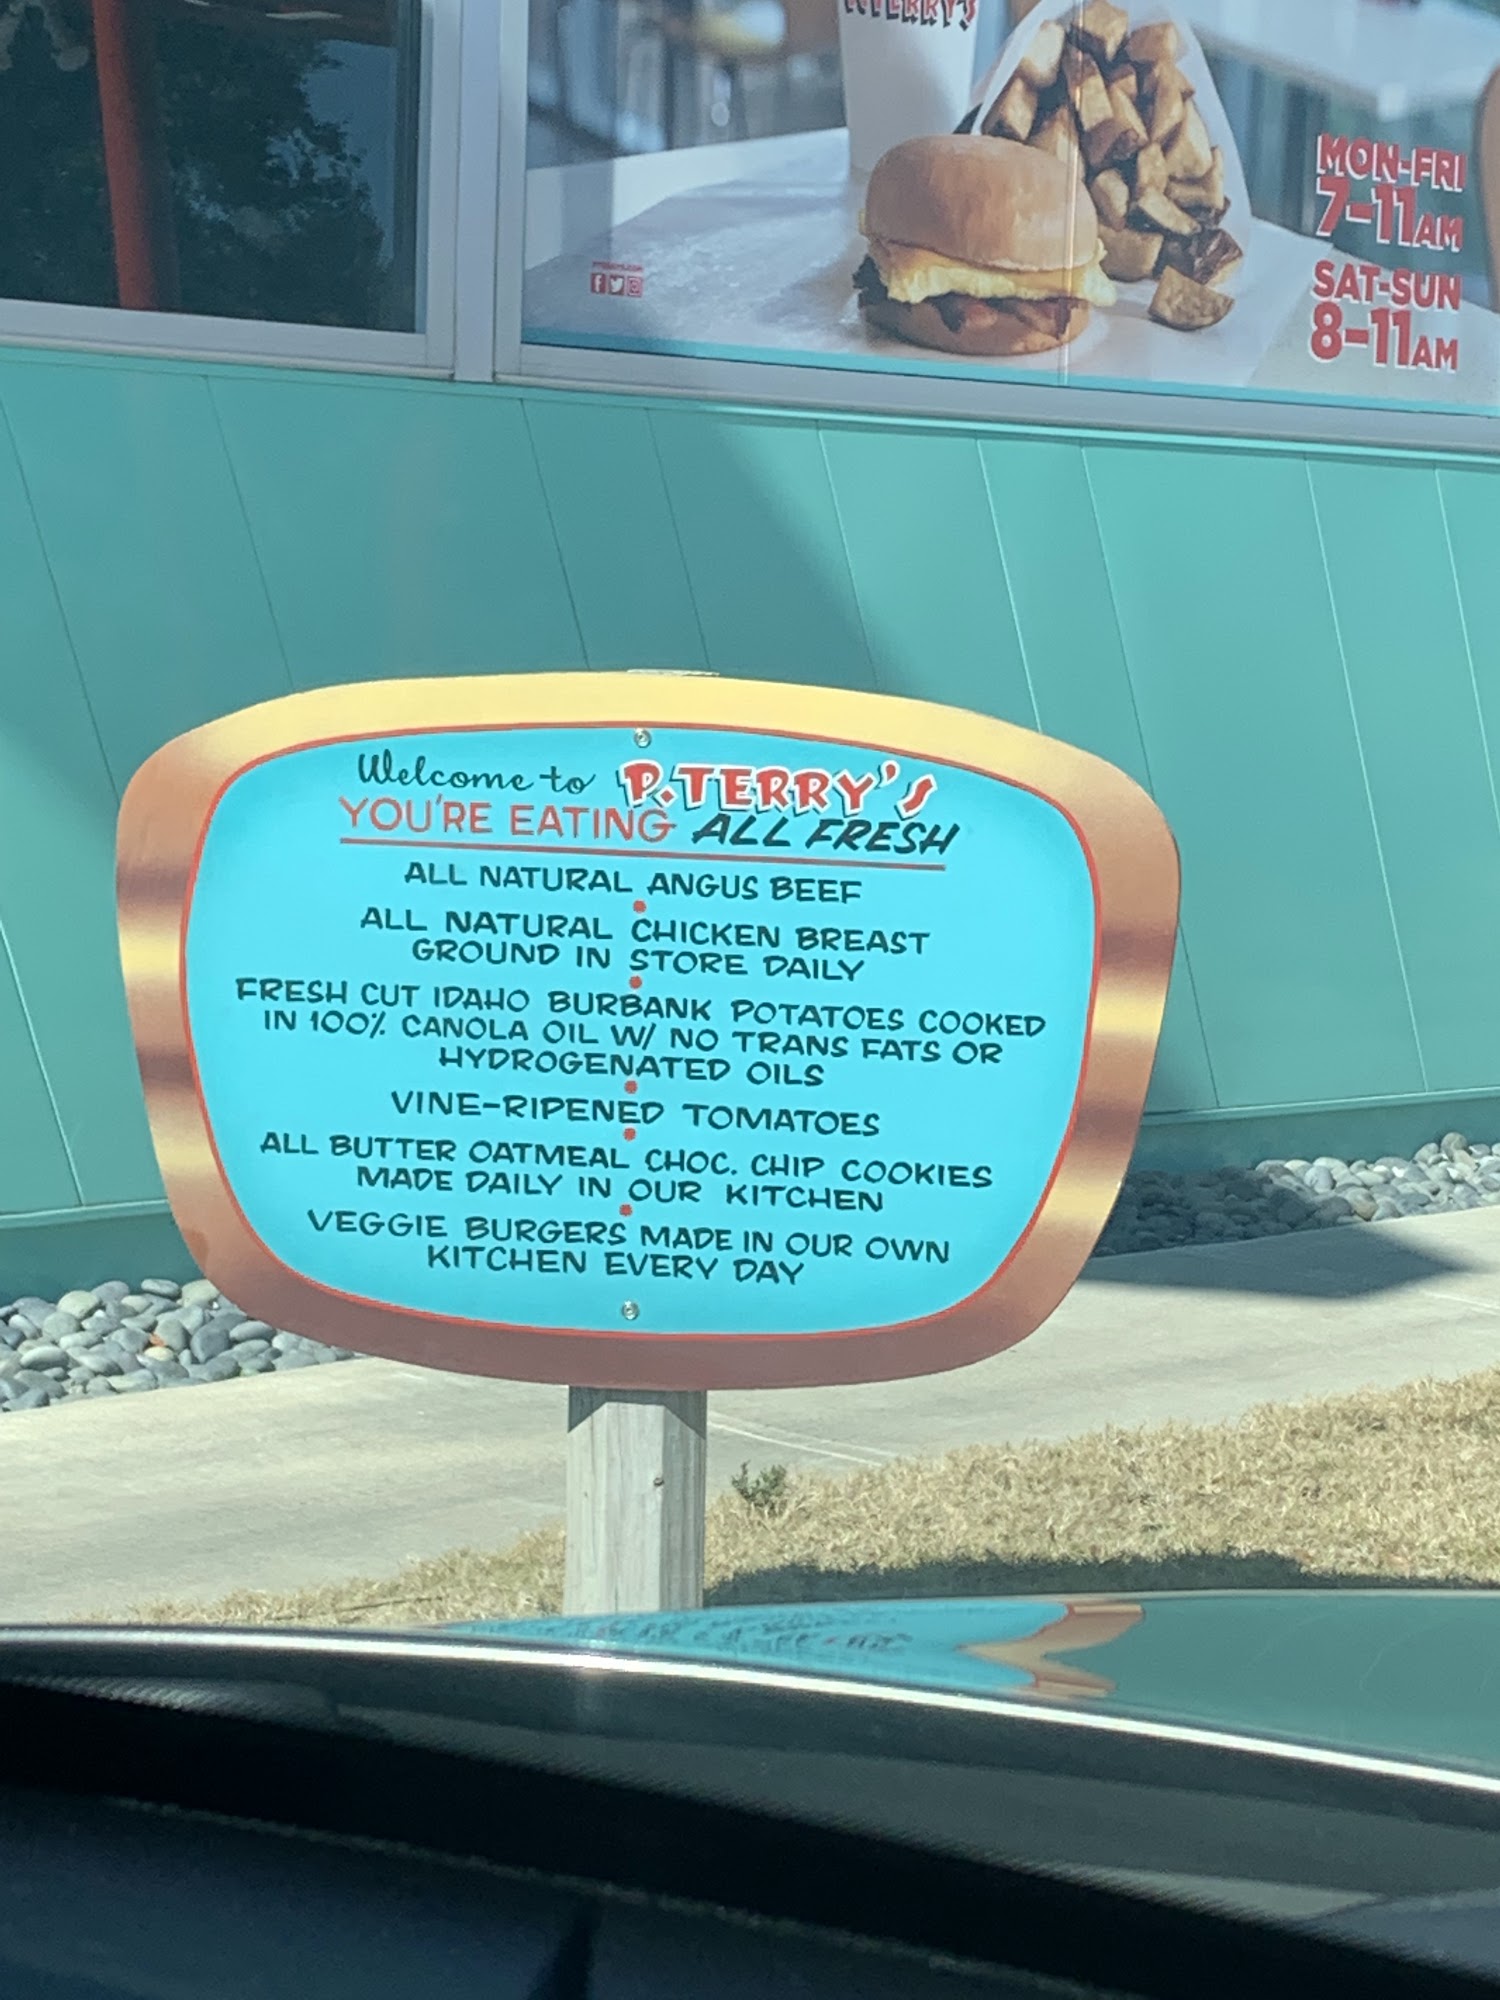 P.TERRY'S
MON-FRI
7-11AM
SAT-SUN
8-11AM
Welcome to P.TERRY'S
YOU'RE EATING ALL FRESH
ALL NATURAL ANGUS BEEF
ALL NATURAL CHICKEN BREAST
GROUND IN STORE DAILY
FRESH CUT IDAHO BURBANK POTATOES COOKED
IN 100% CANOLA OIL W/ NO TRANS FATS OR
HYDROGENATED OILS
VINE-RIPENED TOMATOES
ALL BUTTER OATMEAL CHOC. CHIP COOKIES
MADE DAILY IN OUR KITCHEN
VEGGIE BURGERS MADE IN OUR OWN
KITCHEN EVERY DAY